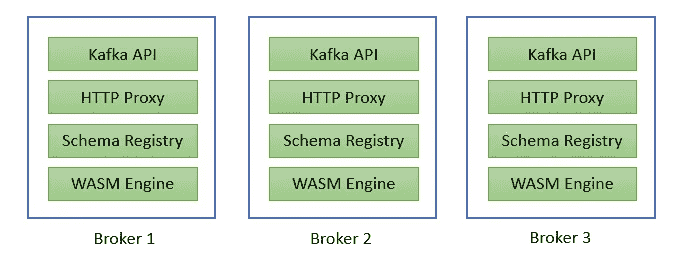 Kafka API
HTTP Proxy
Schema Registry
WASM Engine
Broker 1
Kafka API
HTTP Proxy
Schema Registry
WASM Engine
Broker 2
Kafka API
HTTP Proxy
Schema Registry
WASM Engine
Broker 3